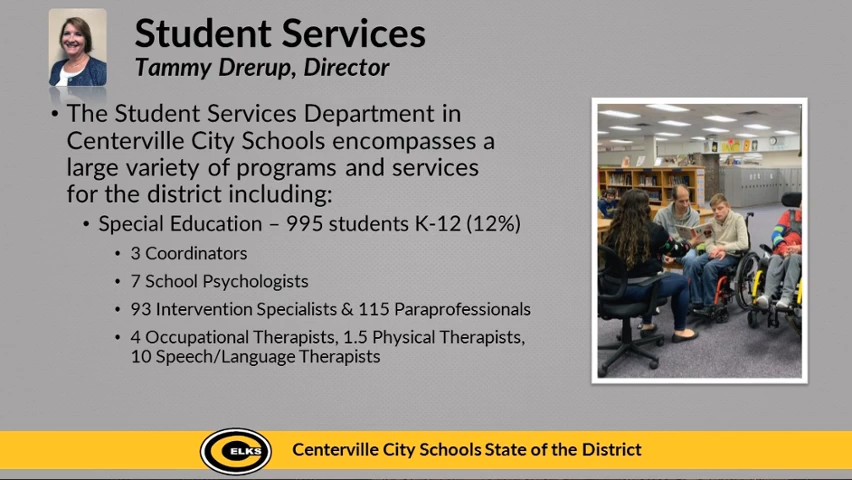 Student Services
Tammy Drerup, Director
• The Student Services Department in
Centerville City Schools encompasses a
large variety of programs and services
for the district including:
• Special Education – 995 students K-12 (12%)
• 3 Coordinators
• 7 School Psychologists
• 93 Intervention Specialists & 115 Paraprofessionals
• 4 Occupational Therapists, 1.5 Physical Therapists,
10 Speech/Language Therapists
ELKS
Centerville City Schools State of the District